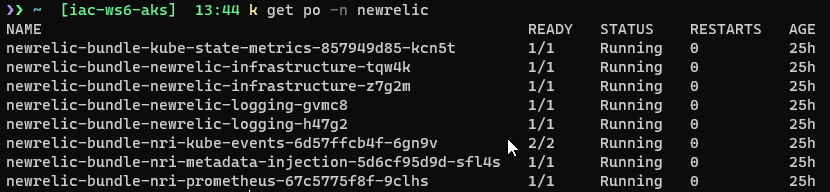 ❯❯ ~ [iac-ws6-aks] 13:44 k get po -n newrelic
NAME READY STATUS RESTARTS AGE
newrelic-bundle-kube-state-metrics-857949d85-kcn5t 1/1 Running 0 25h
newrelic-bundle-newrelic-infrastructure-tqw4k 1/1 Running 0 25h
newrelic-bundle-newrelic-infrastructure-z7g2m 1/1 Running 0 25h
newrelic-bundle-newrelic-logging-gvmc8 1/1 Running 0 25h
newrelic-bundle-newrelic-logging-h47g2 1/1 Running 0 25h
newrelic-bundle-nri-kube-events-6d57ffcb4f-6gn9v 2/2 Running 0 25h
newrelic-bundle-nri-metadata-injection-5d6cf95d9d-sfl4s 1/1 Running 0 25h
newrelic-bundle-nri-prometheus-67c5775f8f-9clhs 1/1 Running 0 25h